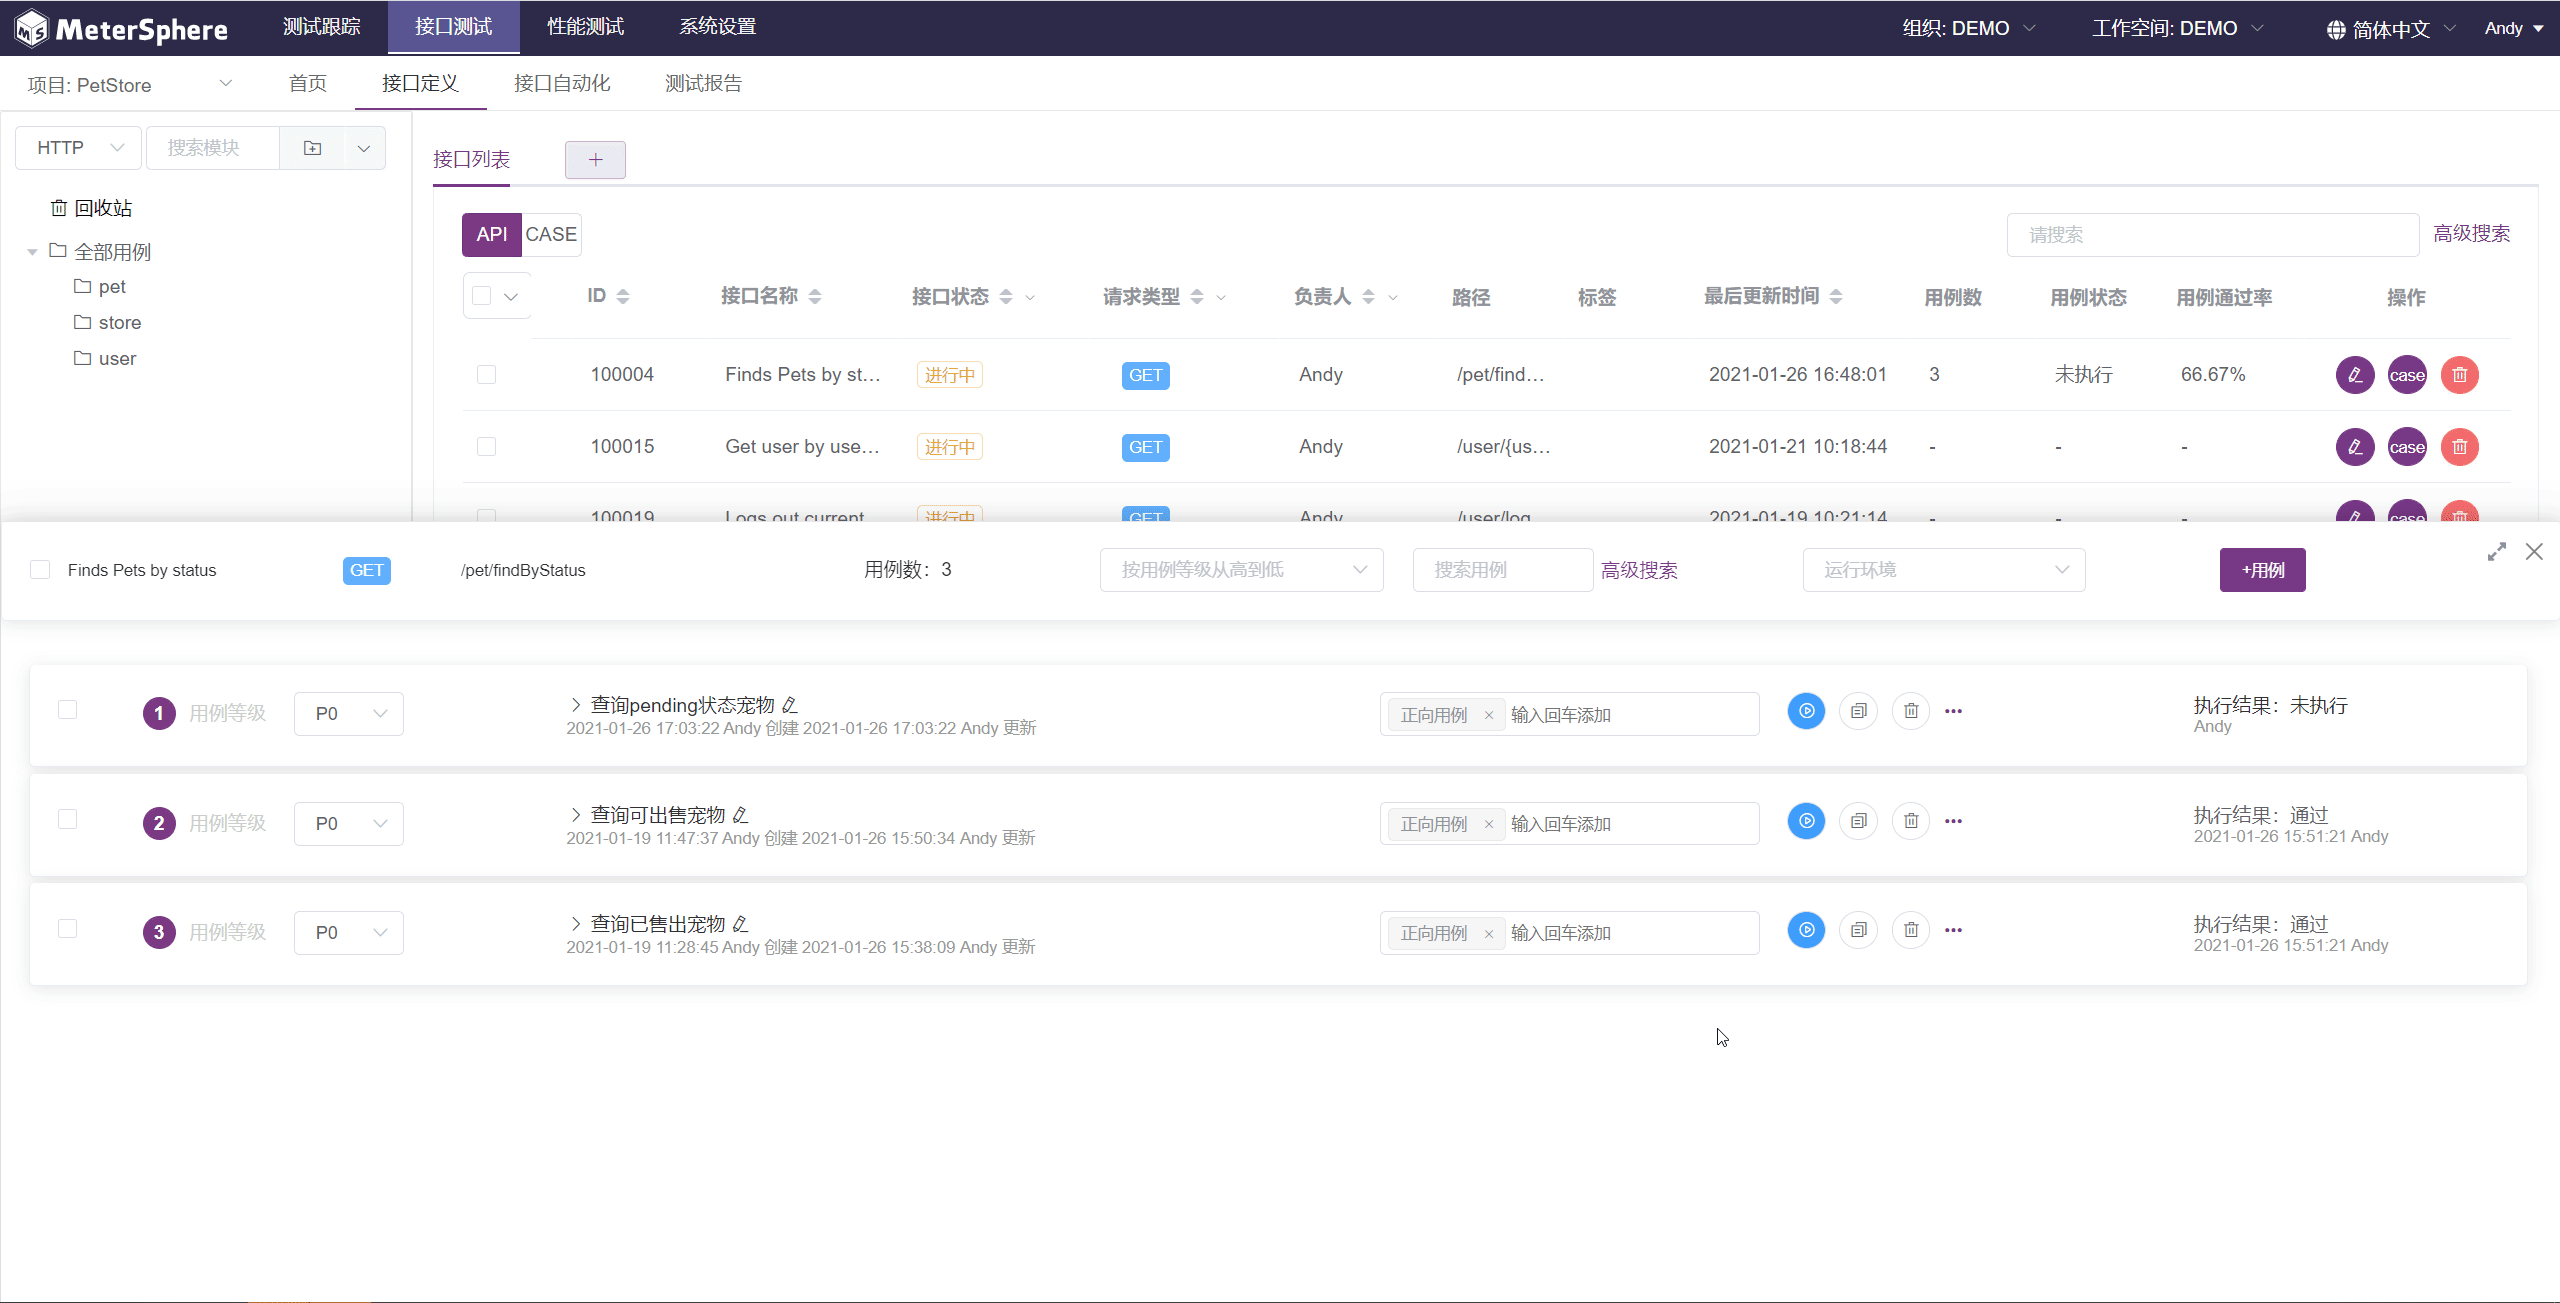 MeterSphere 测试跟踪 接口测试 性能测试 系统设置 组织: DEMO 工作空间: DEMO 简体中文 Andy
项目: PetStore 首页 接口定义 接口自动化 测试报告
HTTP 搜索模块
回收站
全部用例
pet
store
user
接口列表 +
API CASE 请搜索 高级搜索
ID 接口名称 接口状态 请求类型 负责人 路径 标签 最后更新时间 用例数 用例状态 用例通过率 操作
100004 Finds Pets by st... 进行中 GET Andy /pet/find... 2021-01-26 16:48:01 3 未执行 66.67% case
100015 Get user by use... 进行中 GET Andy /user/{us... 2021-01-21 10:18:44 - - - case
100019 Logs out current 进行中 GET Andy /user/log 2021-01-19 10:21:14 - - - case
Finds Pets by status GET /pet/findByStatus 用例数：3 按用例等级从高到低 搜索用例 高级搜索 运行环境 +用例
1 用例等级 P0 查询pending状态宠物 正向用例 × 输入回车添加 ••• 执行结果：未执行
2021-01-26 17:03:22 Andy 创建 2021-01-26 17:03:22 Andy 更新 Andy
2 用例等级 P0 查询可出售宠物 正向用例 × 输入回车添加 ••• 执行结果：通过
2021-01-19 11:47:37 Andy 创建 2021-01-26 15:50:34 Andy 更新 2021-01-26 15:51:21 Andy
3 用例等级 P0 查询已售出宠物 正向用例 × 输入回车添加 ••• 执行结果：通过
2021-01-19 11:28:45 Andy 创建 2021-01-26 15:38:09 Andy 更新 2021-01-26 15:51:21 Andy